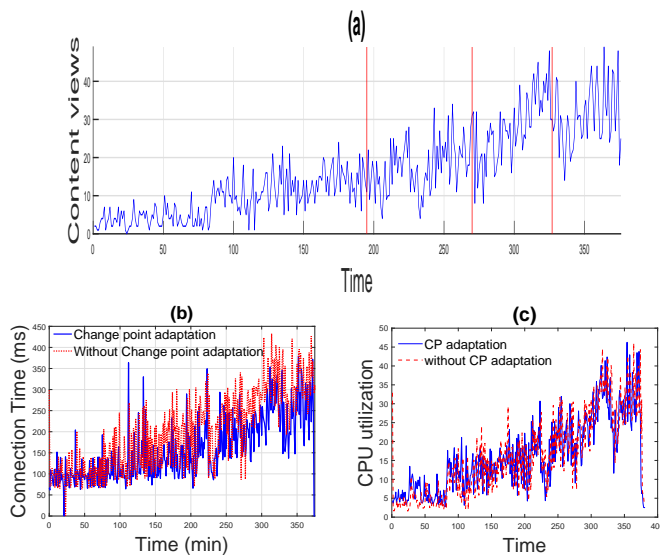 (a)
Content views
40
30
20
10
0
0 50 100 150 200 250 300 350
Time
(b)
Connection Time (ms)
450
400
350
300
250
200
150
100
50
0
Change point adaptation
Without Change point adaptation
0 50 100 150 200 250 300 350
Time (min)
(c)
CPU utilization
50
45
40
35
30
25
20
15
10
5
0
CP adaptation
without CP adaptation
0 50 100 150 200 250 300 350 40
Time